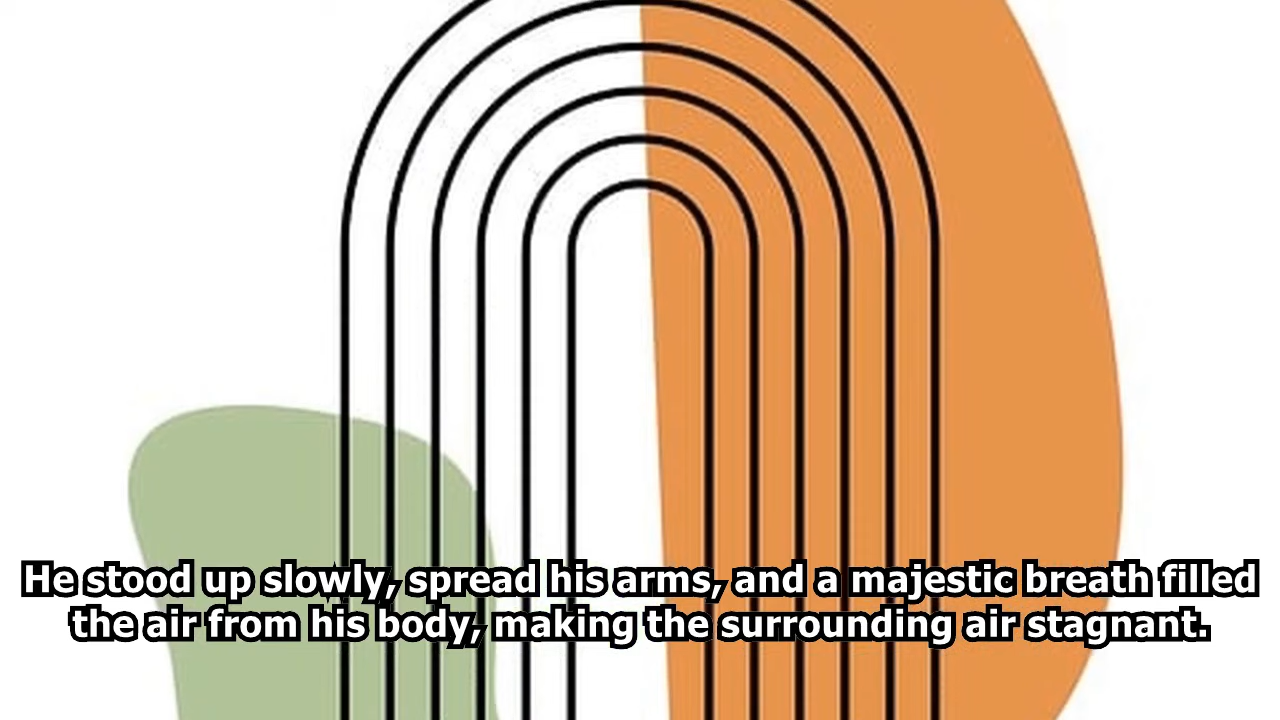 He stood up slowly, spread his arms, and a majestic breath filled
the air from his body, making the surrounding air stagnant.